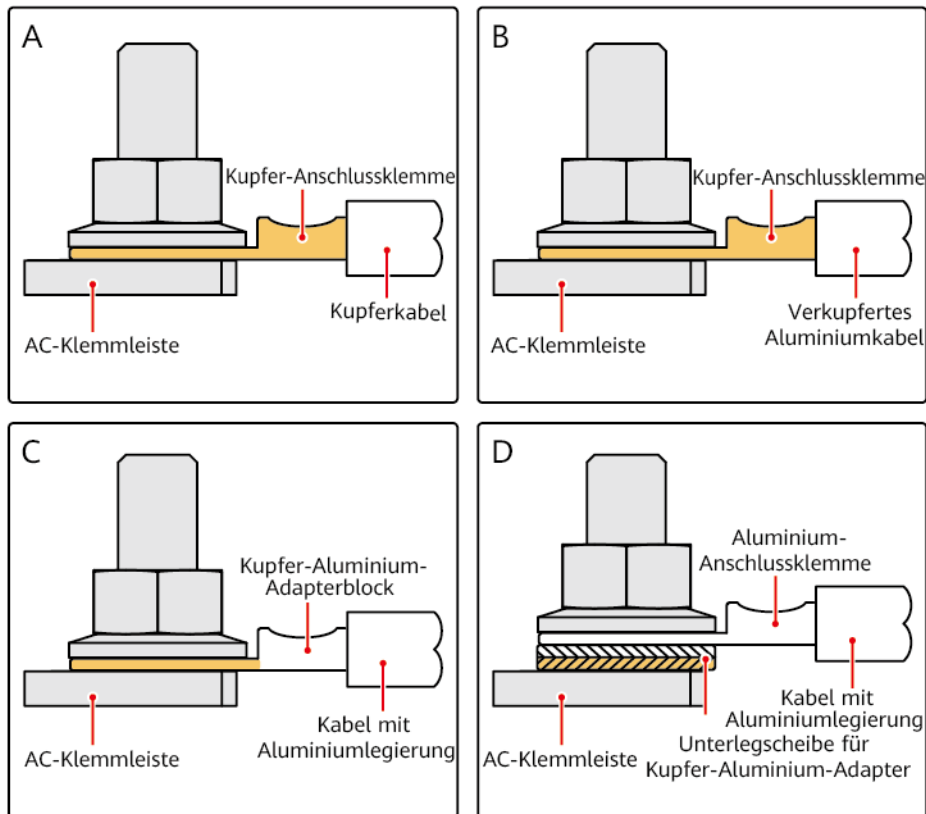 A
Kupfer-Anschlussklemme
Kupferkabel
AC-Klemmleiste
B
Kupfer-Anschlussklemme
Verkupfertes
Aluminiumkabel
AC-Klemmleiste
C
Kupfer-Aluminium-
Adapterblock
Kabel mit
Aluminiumlegierung
AC-Klemmleiste
D
Aluminium-
Anschlussklemme
Kabel mit
Aluminiumlegierung
Unterlegscheibe für
Kupfer-Aluminium-Adapter
AC-Klemmleiste